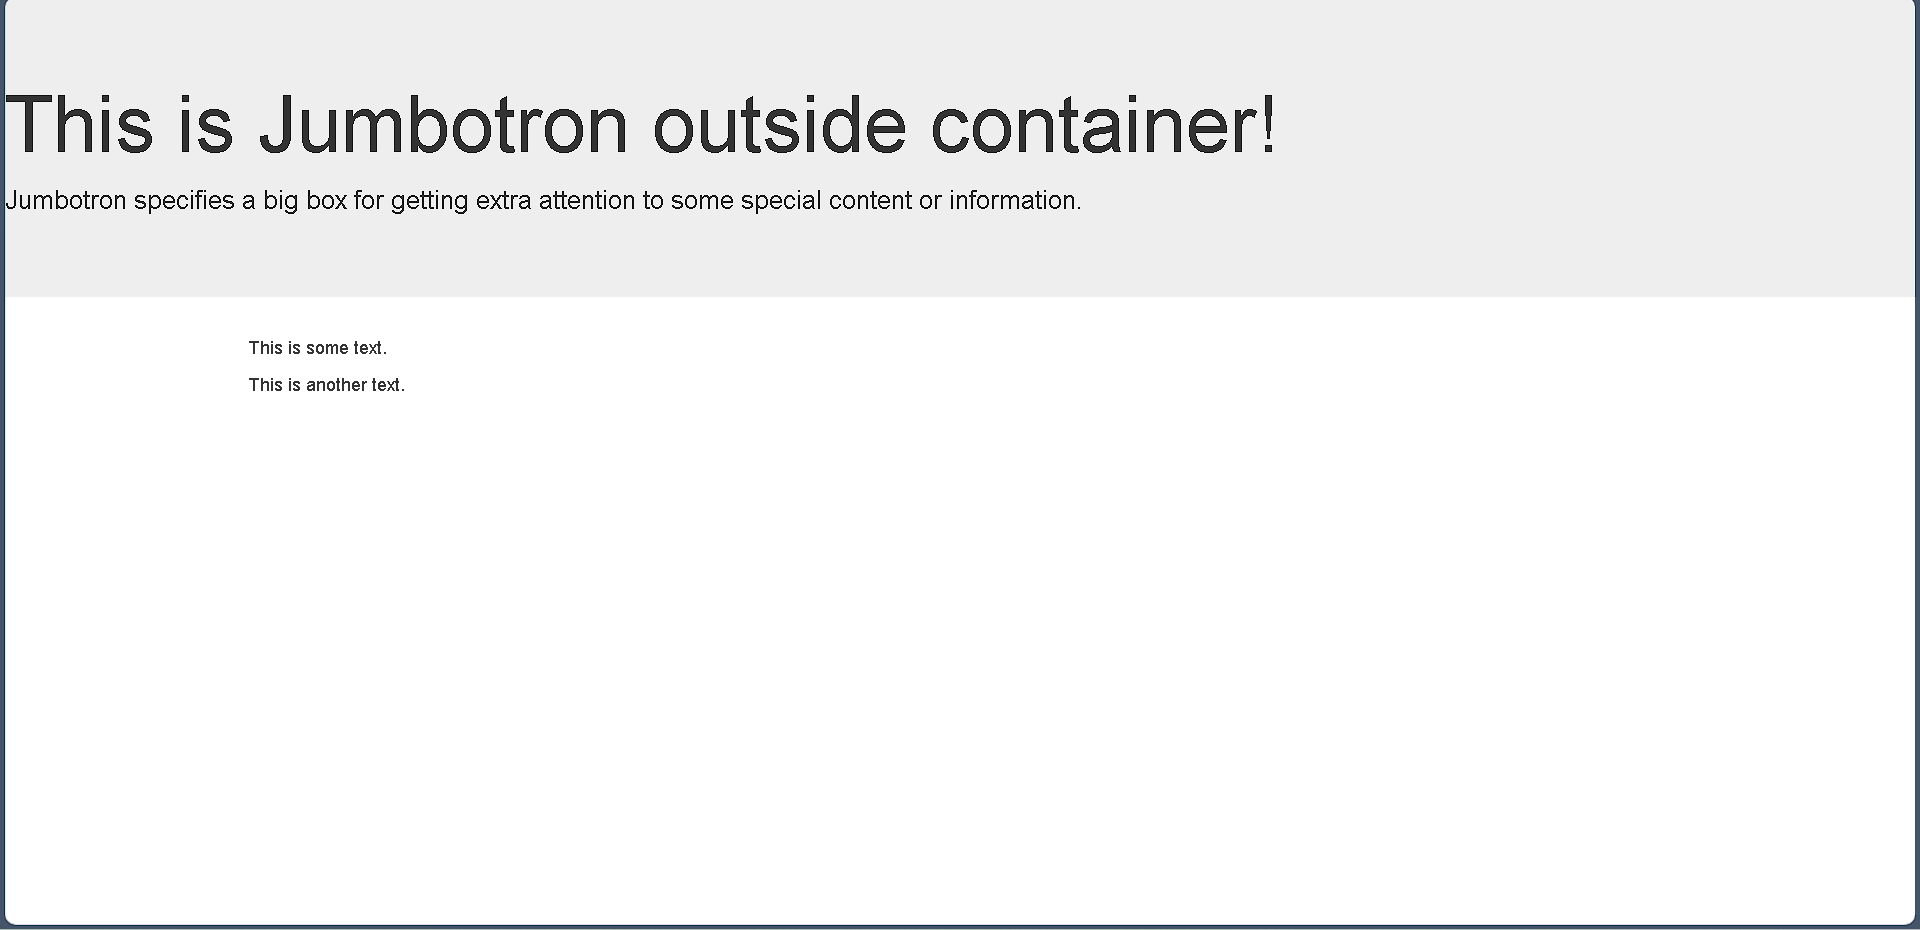 This is Jumbotron outside container!
Jumbotron specifies a big box for getting extra attention to some special content or information.
This is some text.
This is another text.